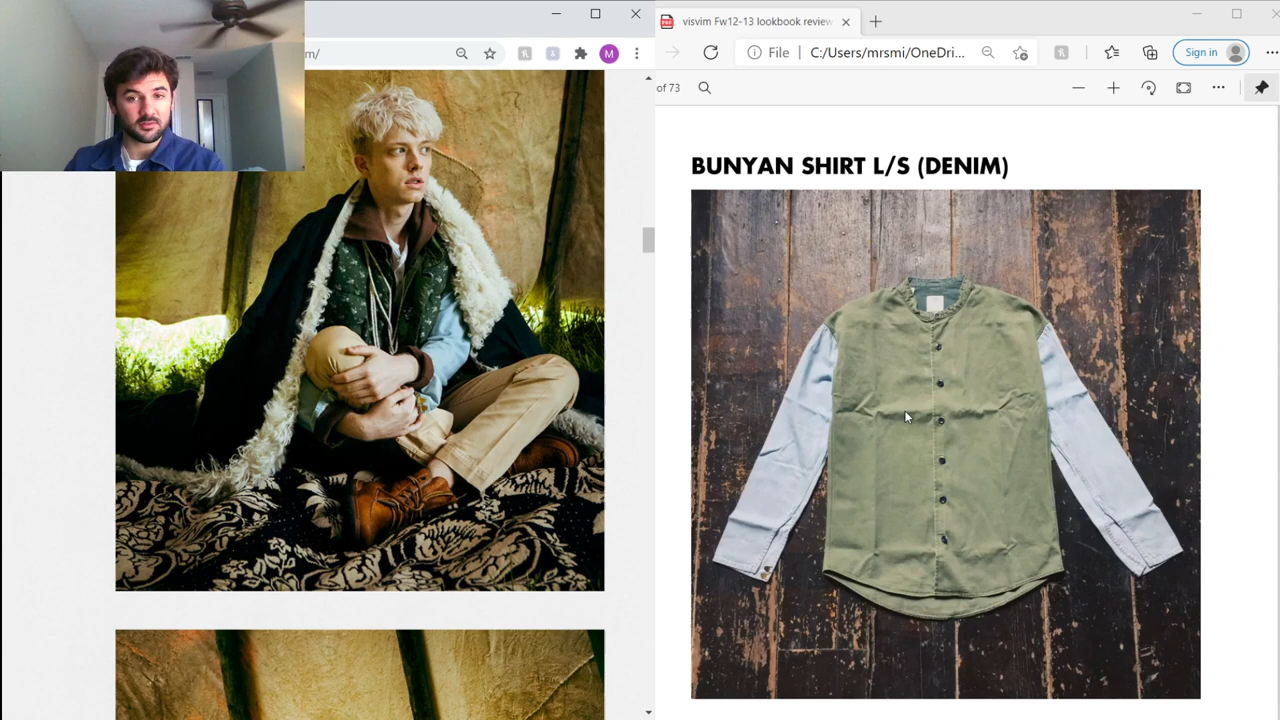 m/
M
visvim Fw12-13 lookbook review
File
C:/Users/mrsmi/OneDri...
Sign in
of 73
BUNYAN SHIRT L/S (DENIM)